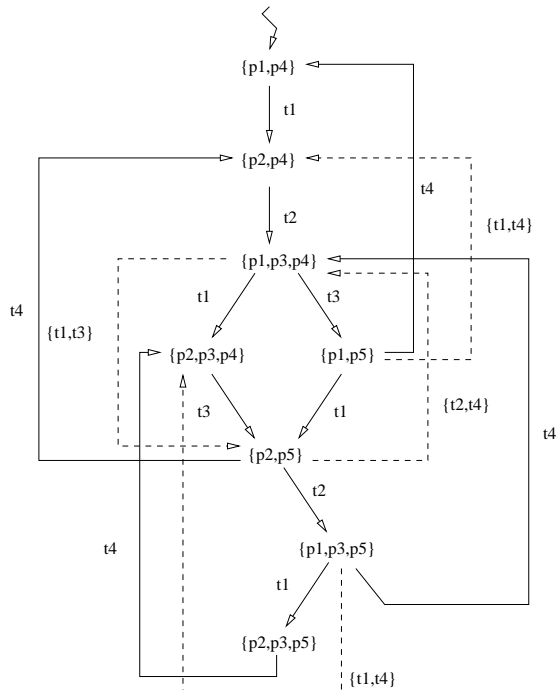 {p1,p4}
t1
{p2,p4}
t4
{t1,t4}
t2
{p1,p3,p4}
t1
t3
t4
{t1,t3}
{p2,p3,p4}
{p1,p5}
t3
t1
{t2,t4}
t4
{p2,p5}
t2
t4
{p1,p3,p5}
t1
{p2,p3,p5}
{t1,t4}